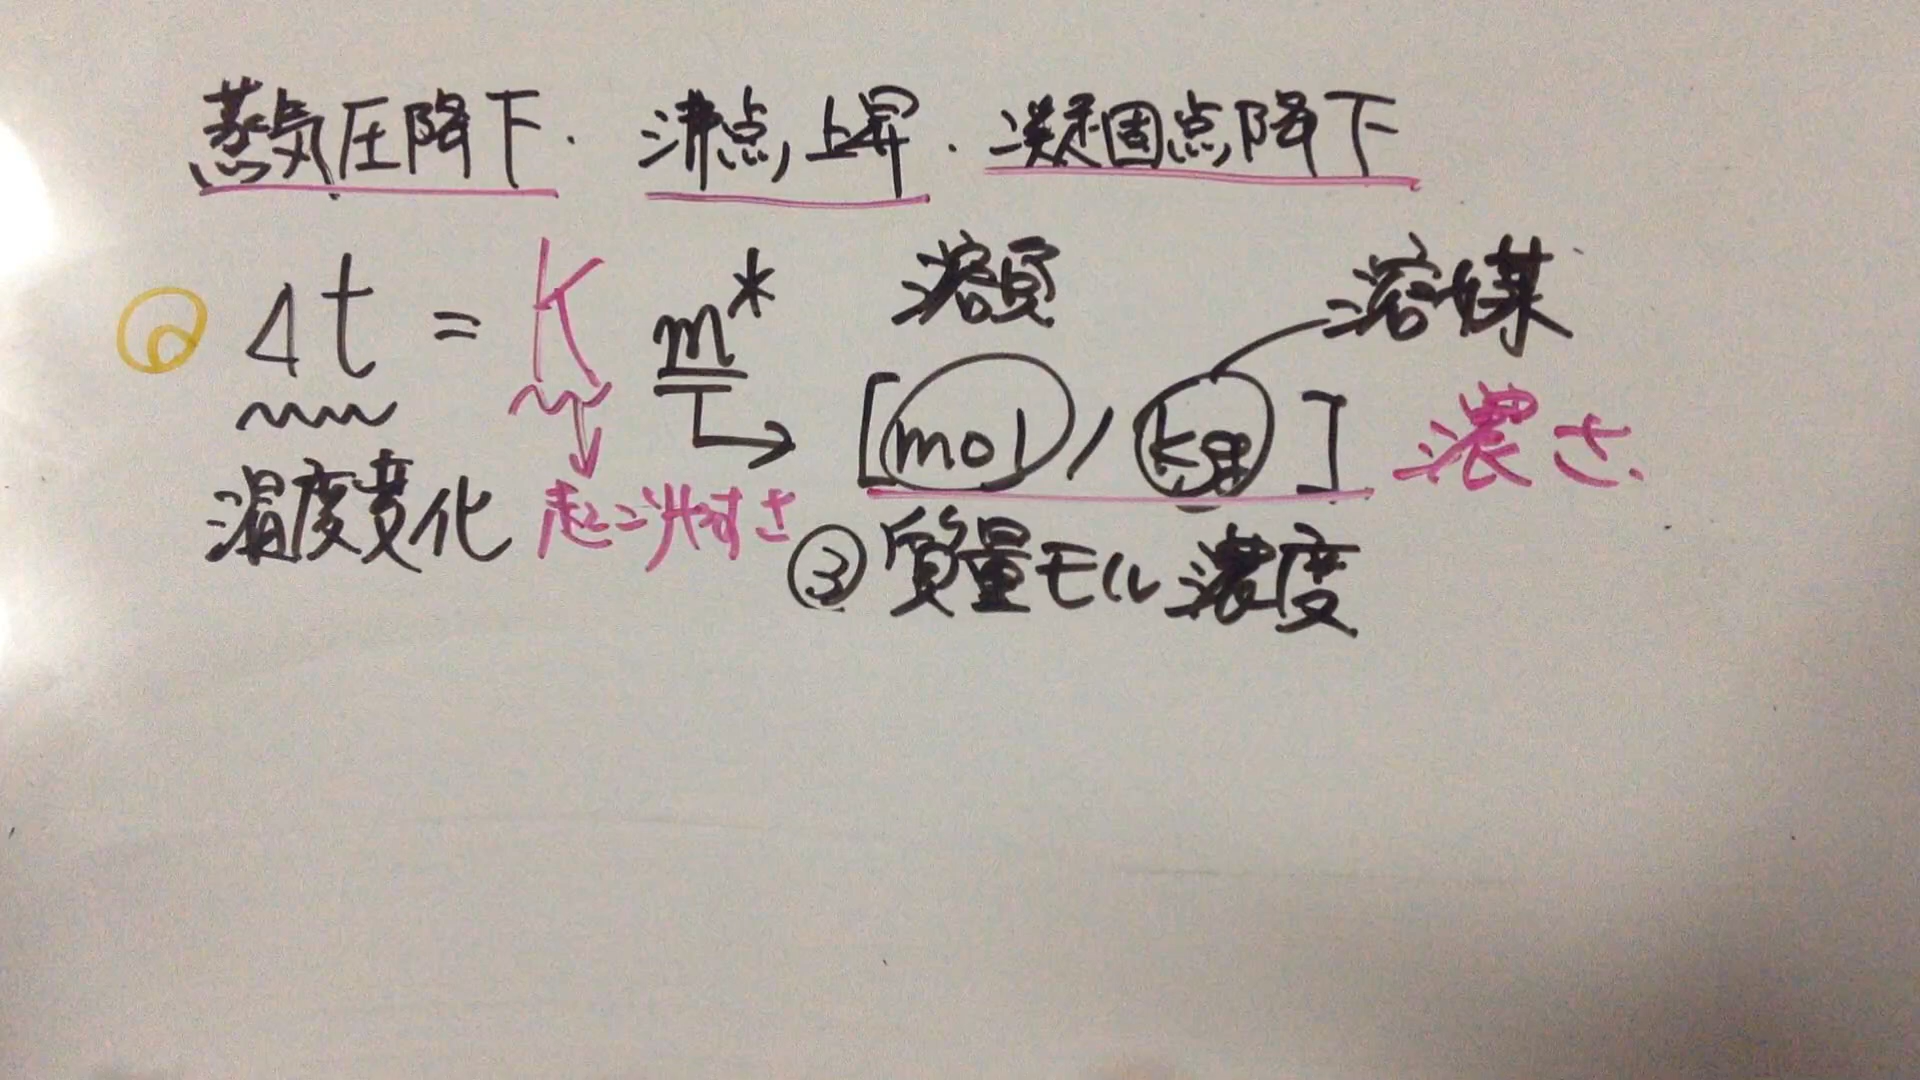 蒸気圧降下・沸点上昇・凝固点降下
Δt = K m* 溶質 溶媒
[mol/kg] 濃さ
温度変化 起こりやすさ
③質量モル濃度